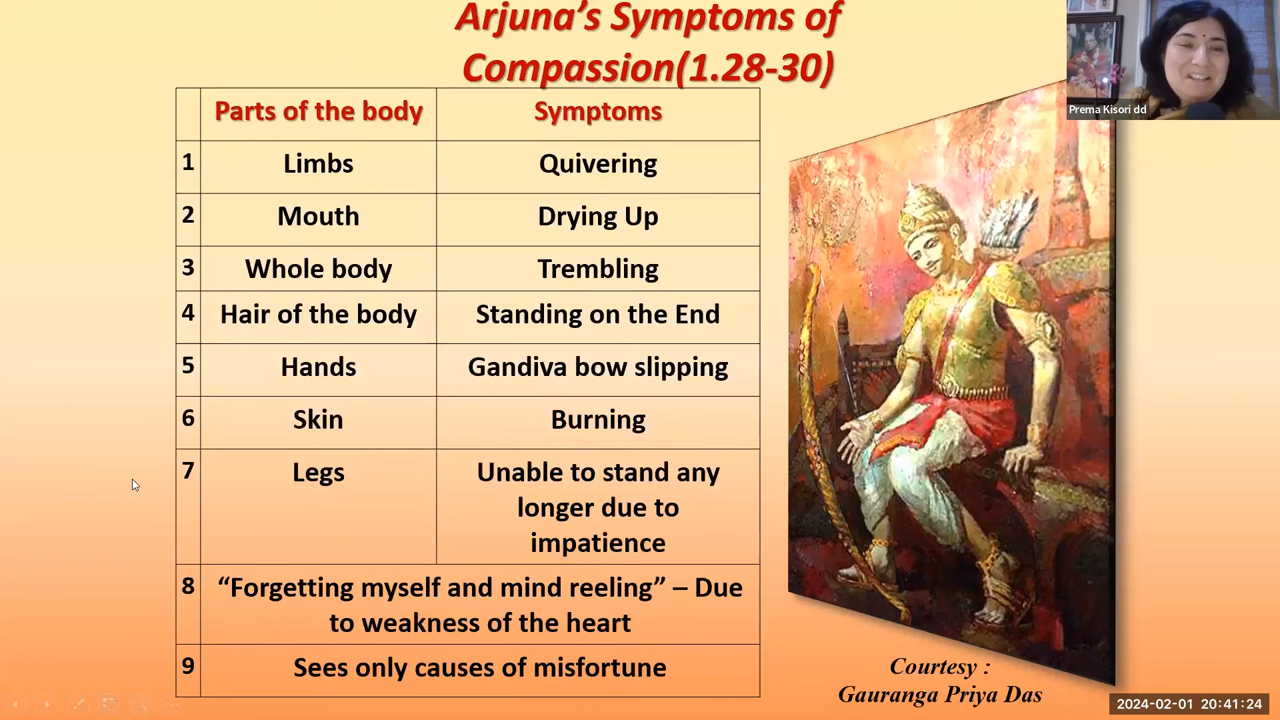 Arjuna’s Symptoms of
Compassion(1.28-30)
Prema Kisori dd
Parts of the body Symptoms
1 Limbs Quivering
2 Mouth Drying Up
3 Whole body Trembling
4 Hair of the body Standing on the End
5 Hands Gandiva bow slipping
6 Skin Burning
7 Legs Unable to stand any
longer due to
impatience
8 “Forgetting myself and mind reeling” – Due
to weakness of the heart
9 Sees only causes of misfortune
Courtesy :
Gauranga Priya Das
2024-02-01 20:41:24